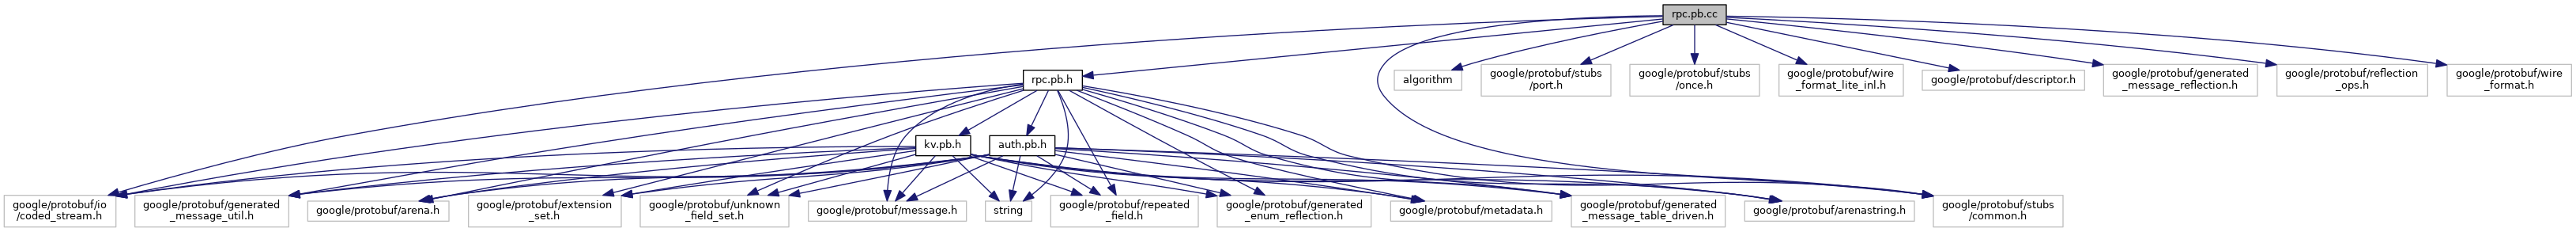 rpc.pb.cc
rpc.pb.h
algorithm
google/protobuf/stubs
/port.h
google/protobuf/stubs
/once.h
google/protobuf/wire
_format_lite_inl.h
google/protobuf/descriptor.h
google/protobuf/generated
_message_reflection.h
google/protobuf/reflection
_ops.h
google/protobuf/wire
_format.h
kv.pb.h
auth.pb.h
google/protobuf/io
/coded_stream.h
google/protobuf/generated
_message_util.h
google/protobuf/arena.h
google/protobuf/extension
_set.h
google/protobuf/unknown
_field_set.h
google/protobuf/message.h
string
google/protobuf/repeated
_field.h
google/protobuf/generated
_enum_reflection.h
google/protobuf/metadata.h
google/protobuf/generated
_message_table_driven.h
google/protobuf/arenastring.h
google/protobuf/stubs
/common.h